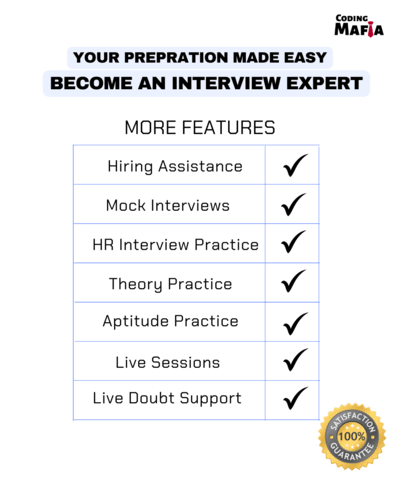 CODING
MAFIA
YOUR PREPRATION MADE EASY
BECOME AN INTERVIEW EXPERT
MORE FEATURES
Hiring Assistance
Mock Interviews
HR Interview Practice
Theory Practice
Aptitude Practice
Live Sessions
Live Doubt Support
SATISFACTION
100%
GUARANTEE